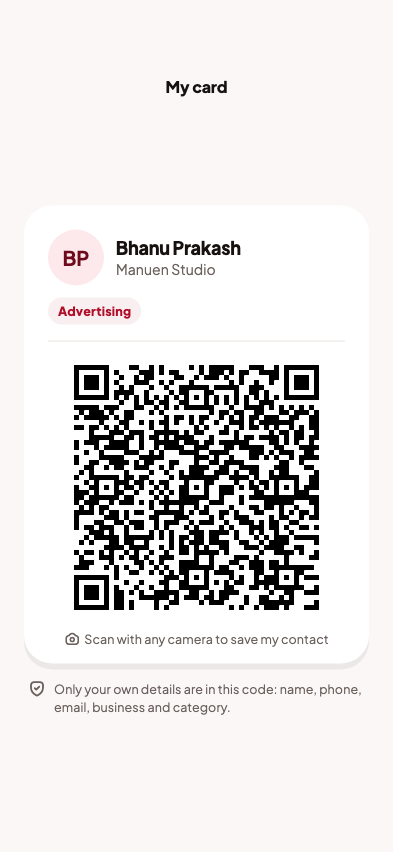 My card
BP
Bhanu Prakash
Manuen Studio
Advertising
Scan with any camera to save my contact
Only your own details are in this code: name, phone,
email, business and category.